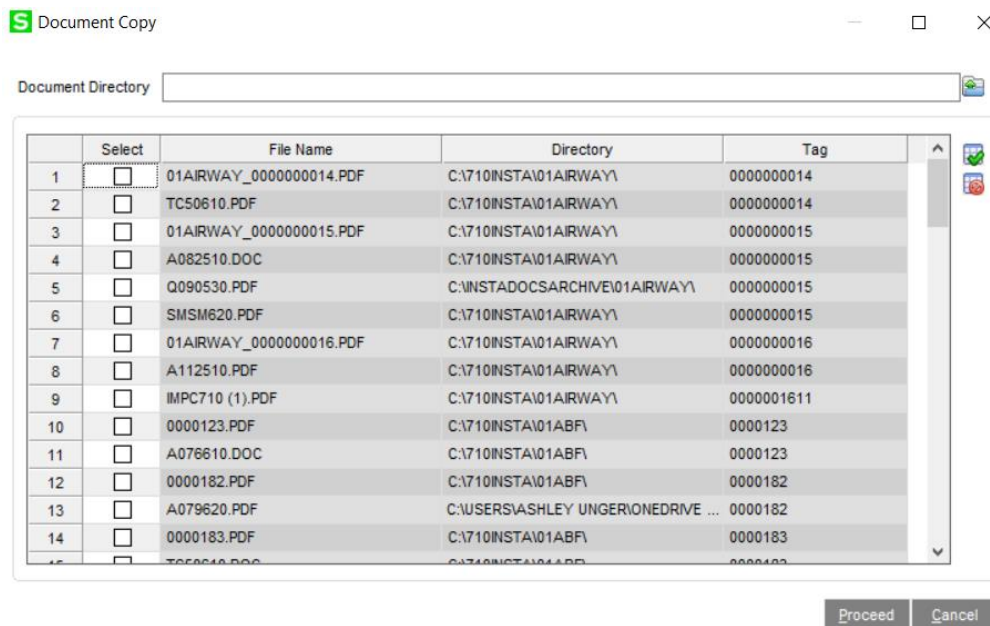 S Document Copy
Document Directory
Select File Name Directory Tag
1 01AIRWAY_0000000014.PDF C:\710INSTA\01AIRWAY\ 0000000014
2 TC50610.PDF C:\710INSTA\01AIRWAY\ 0000000014
3 01AIRWAY_0000000015.PDF C:\710INSTA\01AIRWAY\ 0000000015
4 A082510.DOC C:\710INSTA\01AIRWAY\ 0000000015
5 Q090530.PDF C:\INSTADOCSARCHIVE\01AIRWAY\ 0000000015
6 SMSM620.PDF C:\710INSTA\01AIRWAY\ 0000000015
7 01AIRWAY_0000000016.PDF C:\710INSTA\01AIRWAY\ 0000000016
8 A112510.PDF C:\710INSTA\01AIRWAY\ 0000000016
9 IMPC710 (1).PDF C:\710INSTA\01AIRWAY\ 0000001611
10 0000123.PDF C:\710INSTA\01ABF\ 0000123
11 A076610.DOC C:\710INSTA\01ABF\ 0000123
12 0000182.PDF C:\710INSTA\01ABF\ 0000182
13 A079620.PDF C:\USERS\ASHLEY UNGER\ONEDRIVE ... 0000182
14 0000183.PDF C:\710INSTA\01ABF\ 0000183
Proceed Cancel